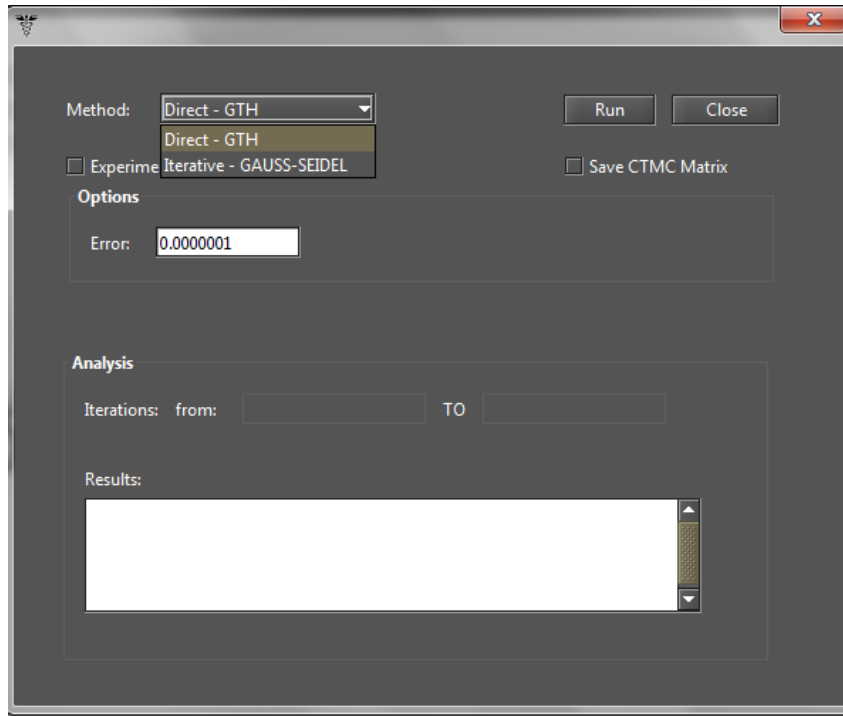 Method: Direct - GTH Run Close
Direct - GTH
Iterative - GAUSS-SEIDEL
Save CTMC Matrix
Options
Error: 0.0000001
Analysis
Iterations: from: TO
Results: